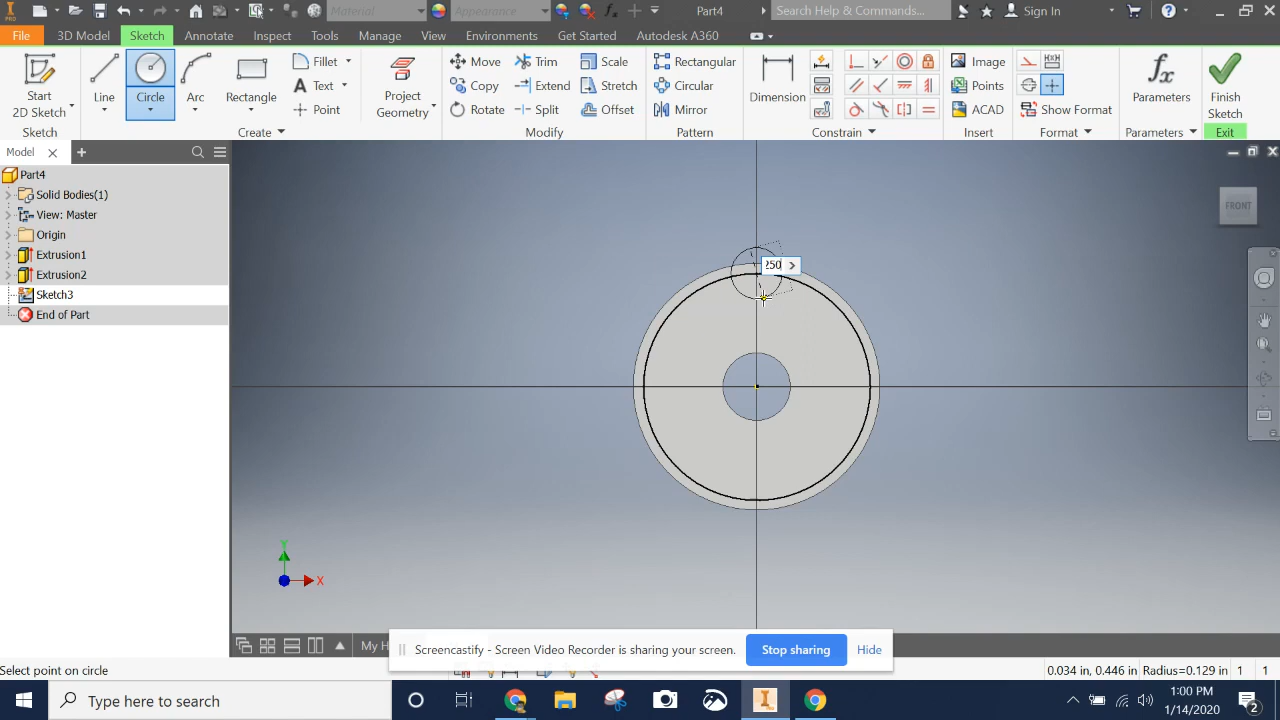 PRO
Material
Appearance
Part4
Search Help & Commands...
Sign In
File
3D Model
Sketch
Annotate
Inspect
Tools
Manage
View
Environments
Get Started
Autodesk A360
Start
2D Sketch
Line
Circle
Arc
Rectangle
Fillet
Text
Point
Project
Geometry
Move
Copy
Rotate
Trim
Extend
Split
Scale
Stretch
Offset
Rectangular
Circular
Mirror
Dimension
Image
Points
ACAD
Show Format
Parameters
Finish
Sketch
Sketch
Create
Modify
Pattern
Constrain
Insert
Format
Parameters
Exit
Model
Part4
Solid Bodies(1)
View: Master
Origin
Extrusion1
Extrusion2
Sketch3
End of Part
FRONT
250
Y
X
My H
Screencastify - Screen Video Recorder is sharing your screen.
Stop sharing
Hide
Select point on circle
0.034 in, 0.446 in Radius=0.129 in
1
1
Type here to search
1:00 PM
1/14/2020
2